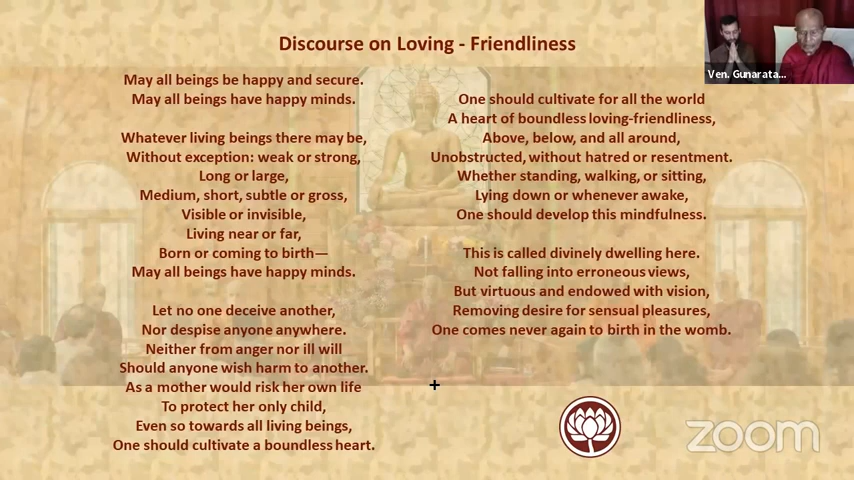 Discourse on Loving - Friendliness
May all beings be happy and secure.
May all beings have happy minds.
Whatever living beings there may be,
Without exception: weak or strong,
Long or large,
Medium, short, subtle or gross,
Visible or invisible,
Living near or far,
Born or coming to birth—
May all beings have happy minds.
Let no one deceive another,
Nor despise anyone anywhere.
Neither from anger nor ill will
Should anyone wish harm to another.
As a mother would risk her own life
To protect her only child,
Even so towards all living beings,
One should cultivate a boundless heart.
One should cultivate for all the world
A heart of boundless loving-friendliness,
Above, below, and all around,
Unobstructed, without hatred or resentment.
Whether standing, walking, or sitting,
Lying down or whenever awake,
One should develop this mindfulness.
This is called divinely dwelling here.
Not falling into erroneous views,
But virtuous and endowed with vision,
Removing desire for sensual pleasures,
One comes never again to birth in the womb.
Ven. Gunarata...
zoom